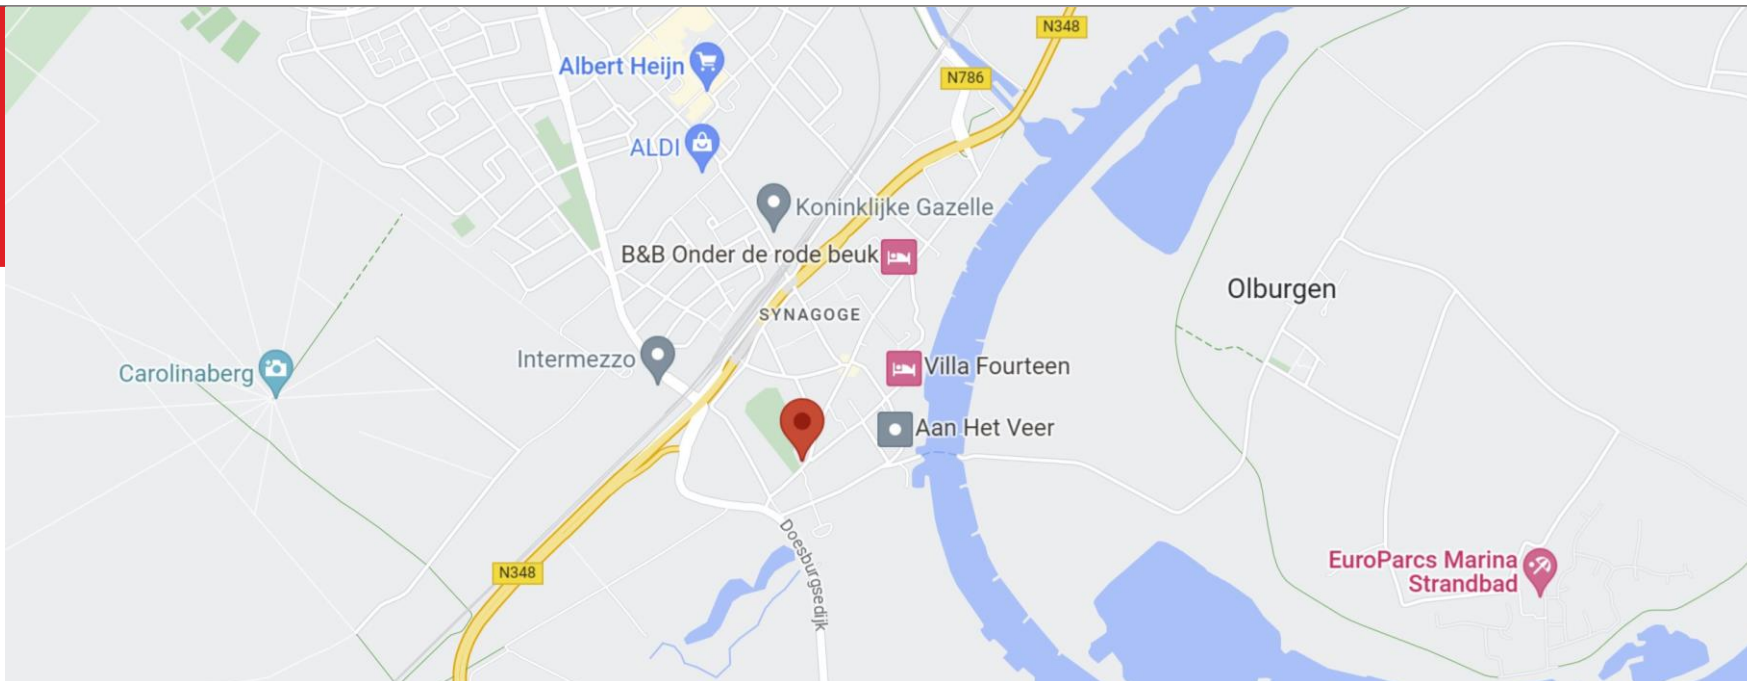 N348
Albert Heijn
N786
ALDI
Koninklijke Gazelle
B&B Onder de rode beuk
Olburgen
SYNAGOGE
Intermezzo
Villa Fourteen
Carolinaberg
Aan Het Veer
Doesburgsedijk
EuroParcs Marina
Strandbad
N348